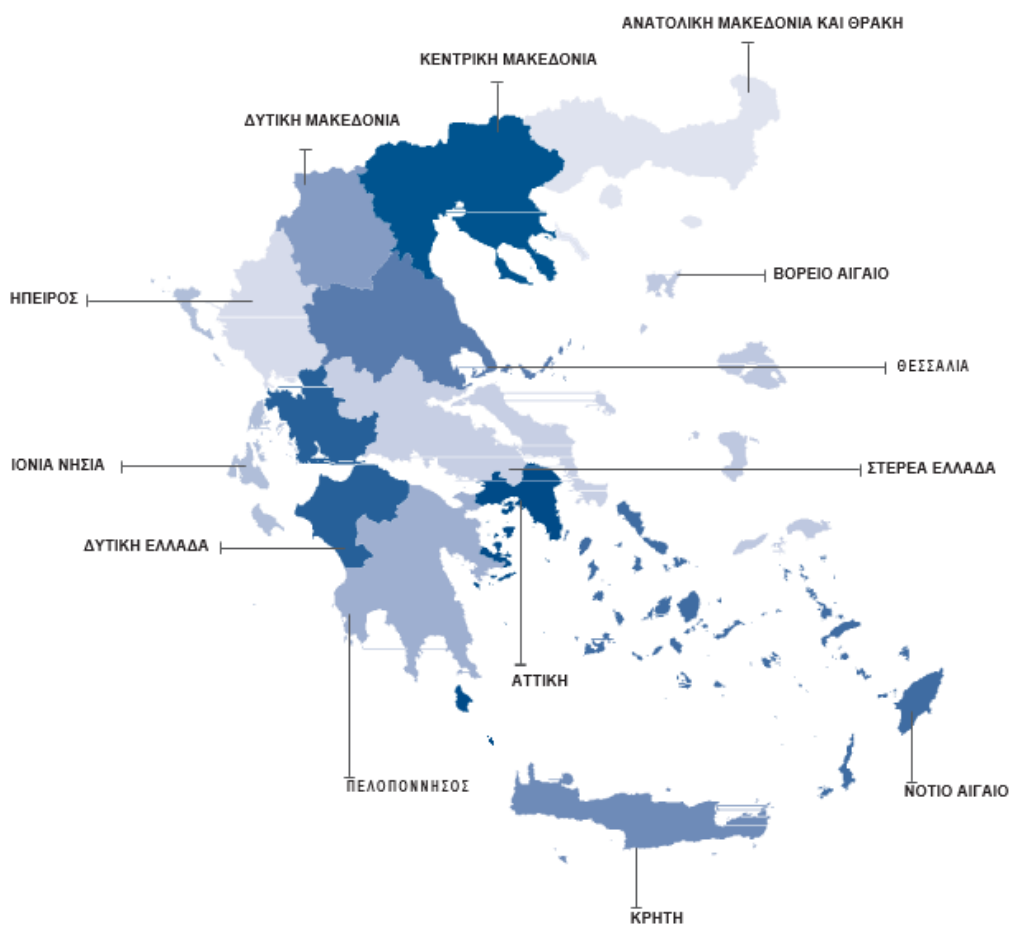 ΑΝΑΤΟΛΙΚΗ ΜΑΚΕΔΟΝΙΑ ΚΑΙ ΘΡΑΚΗ
ΚΕΝΤΡΙΚΗ ΜΑΚΕΔΟΝΙΑ
ΔΥΤΙΚΗ ΜΑΚΕΔΟΝΙΑ
ΒΟΡΕΙΟ ΑΙΓΑΙΟ
ΗΠΕΙΡΟΣ
ΘΕΣΣΑΛΙΑ
ΙΟΝΙΑ ΝΗΣΙΑ
ΣΤΕΡΕΑ ΕΛΛΑΔΑ
ΔΥΤΙΚΗ ΕΛΛΑΔΑ
ΑΤΤΙΚΗ
ΠΕΛΟΠΟΝΝΗΣΟΣ
ΝΟΤΙΟ ΑΙΓΑΙΟ
ΚΡΗΤΗ